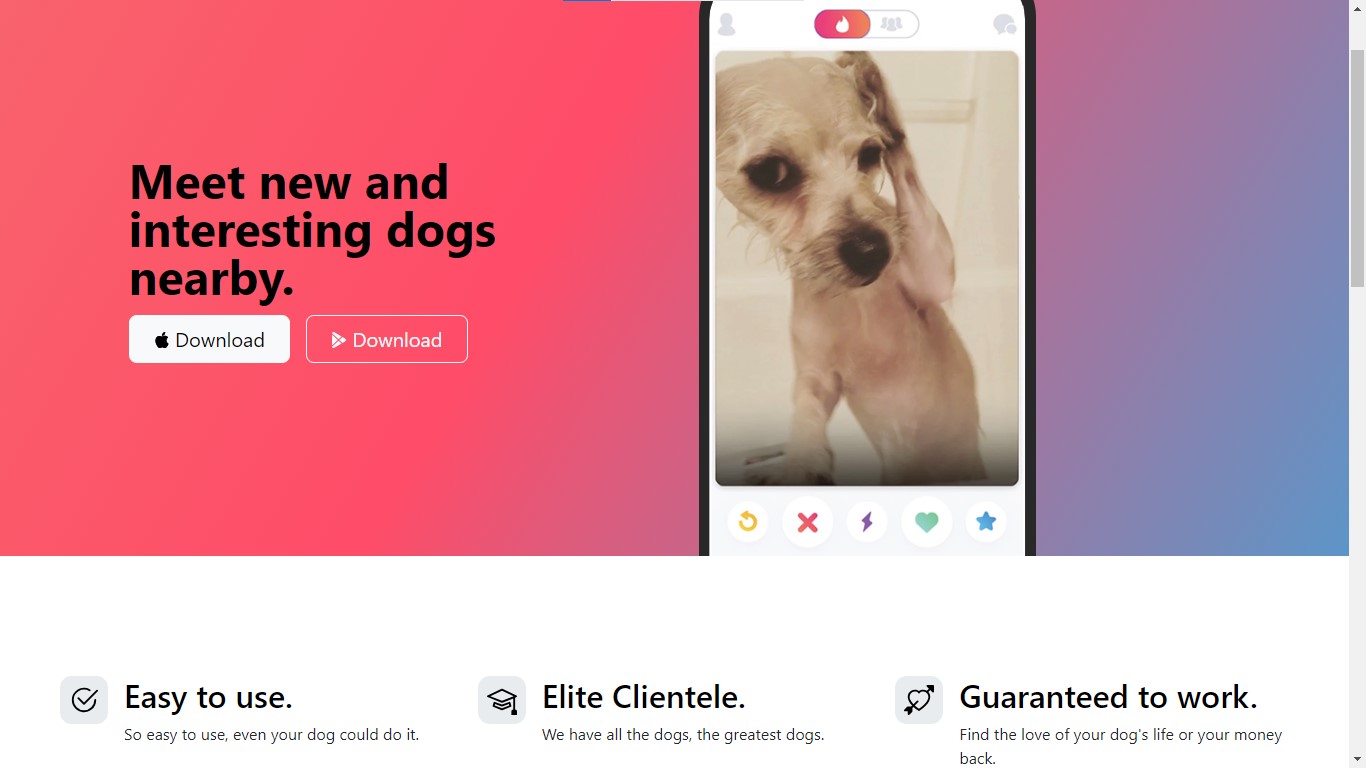 Meet new and
interesting dogs
nearby.
Download
Download
Easy to use.
So easy to use, even your dog could do it.
Elite Clientele.
We have all the dogs, the greatest dogs.
Guaranteed to work.
Find the love of your dog's life or your money
back.